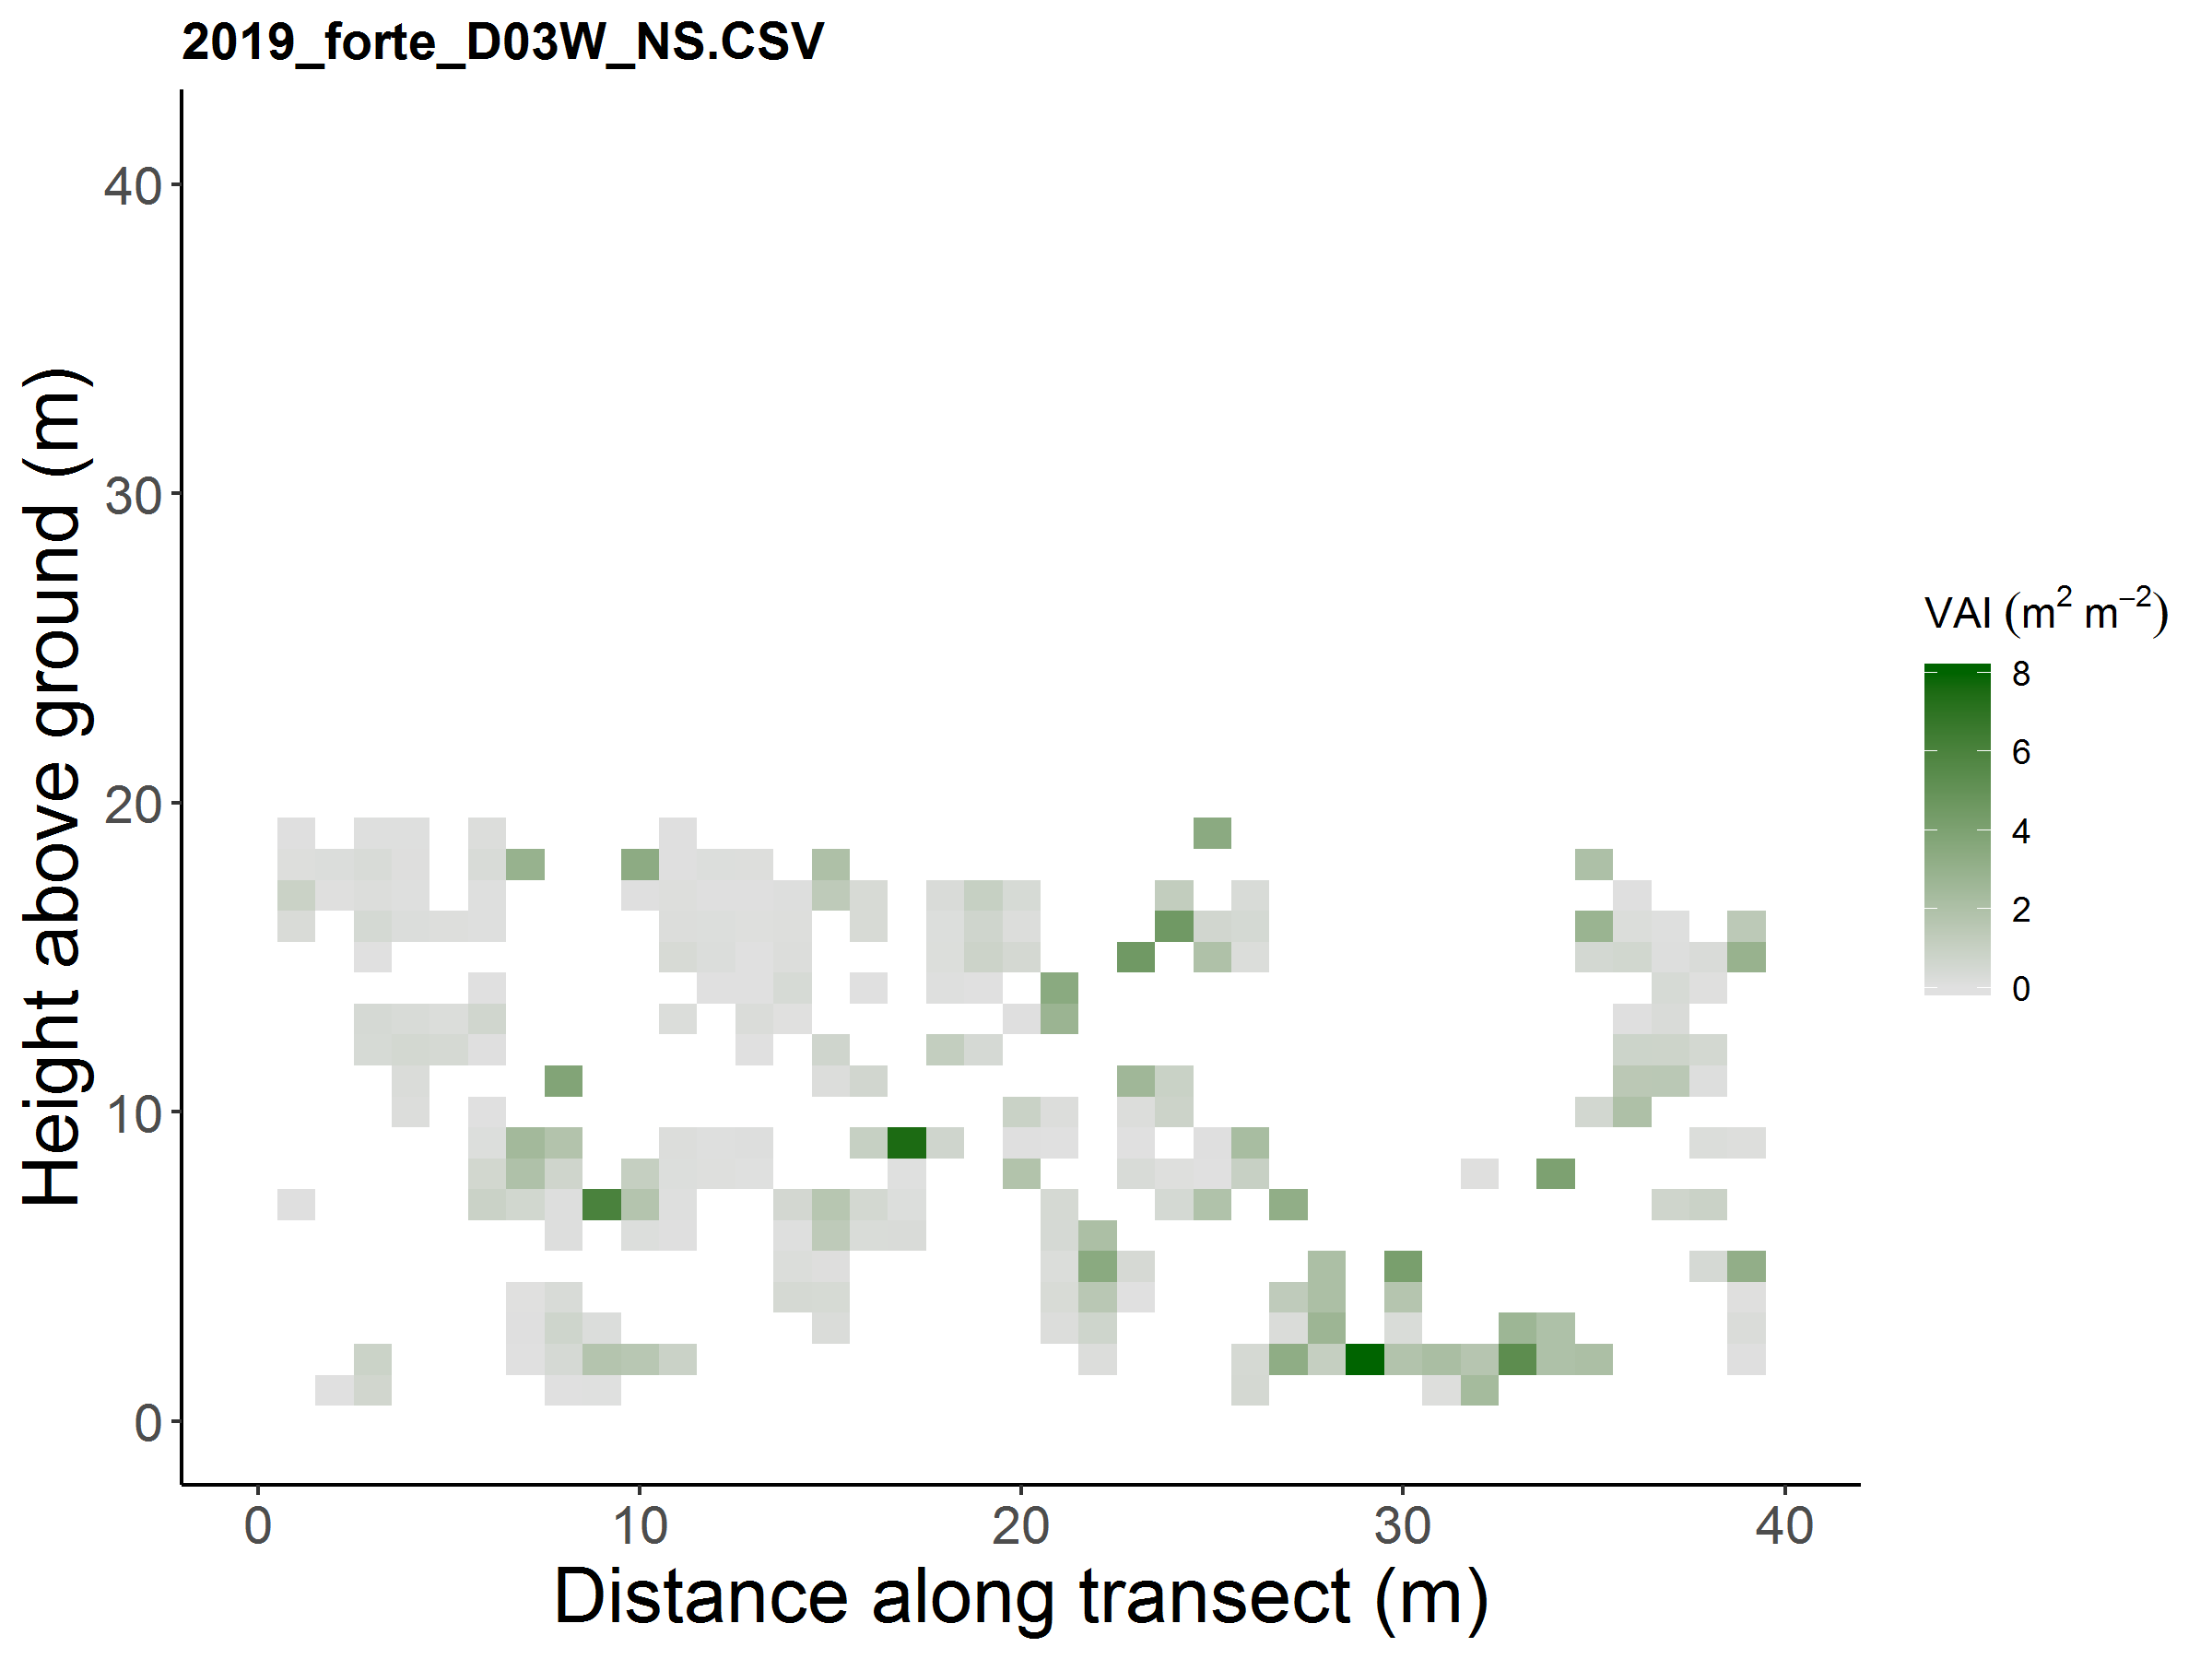 2019_forte_D03W_NS.CSV
Height above ground (m)
40
30
20
10
0
0 10 20 30 40
Distance along transect (m)
VAI (m² m⁻²)
8
6
4
2
0